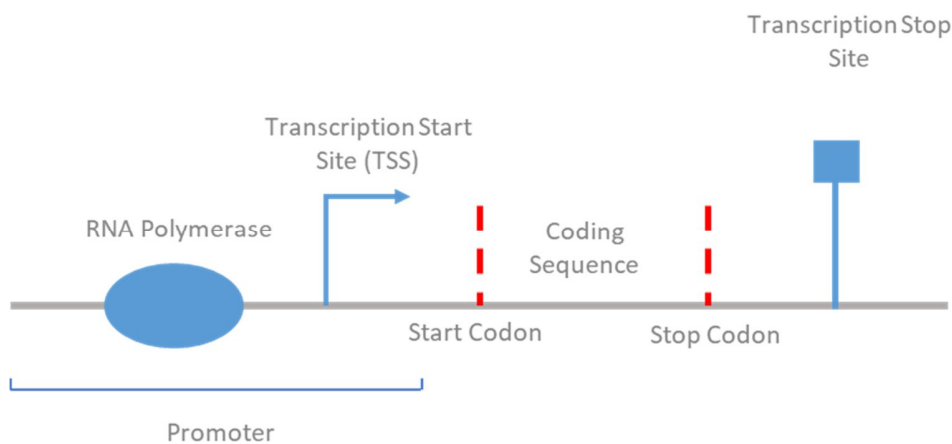 Transcription Stop
Site
Transcription Start
Site (TSS)
RNA Polymerase
Coding
Sequence
Start Codon
Stop Codon
Promoter